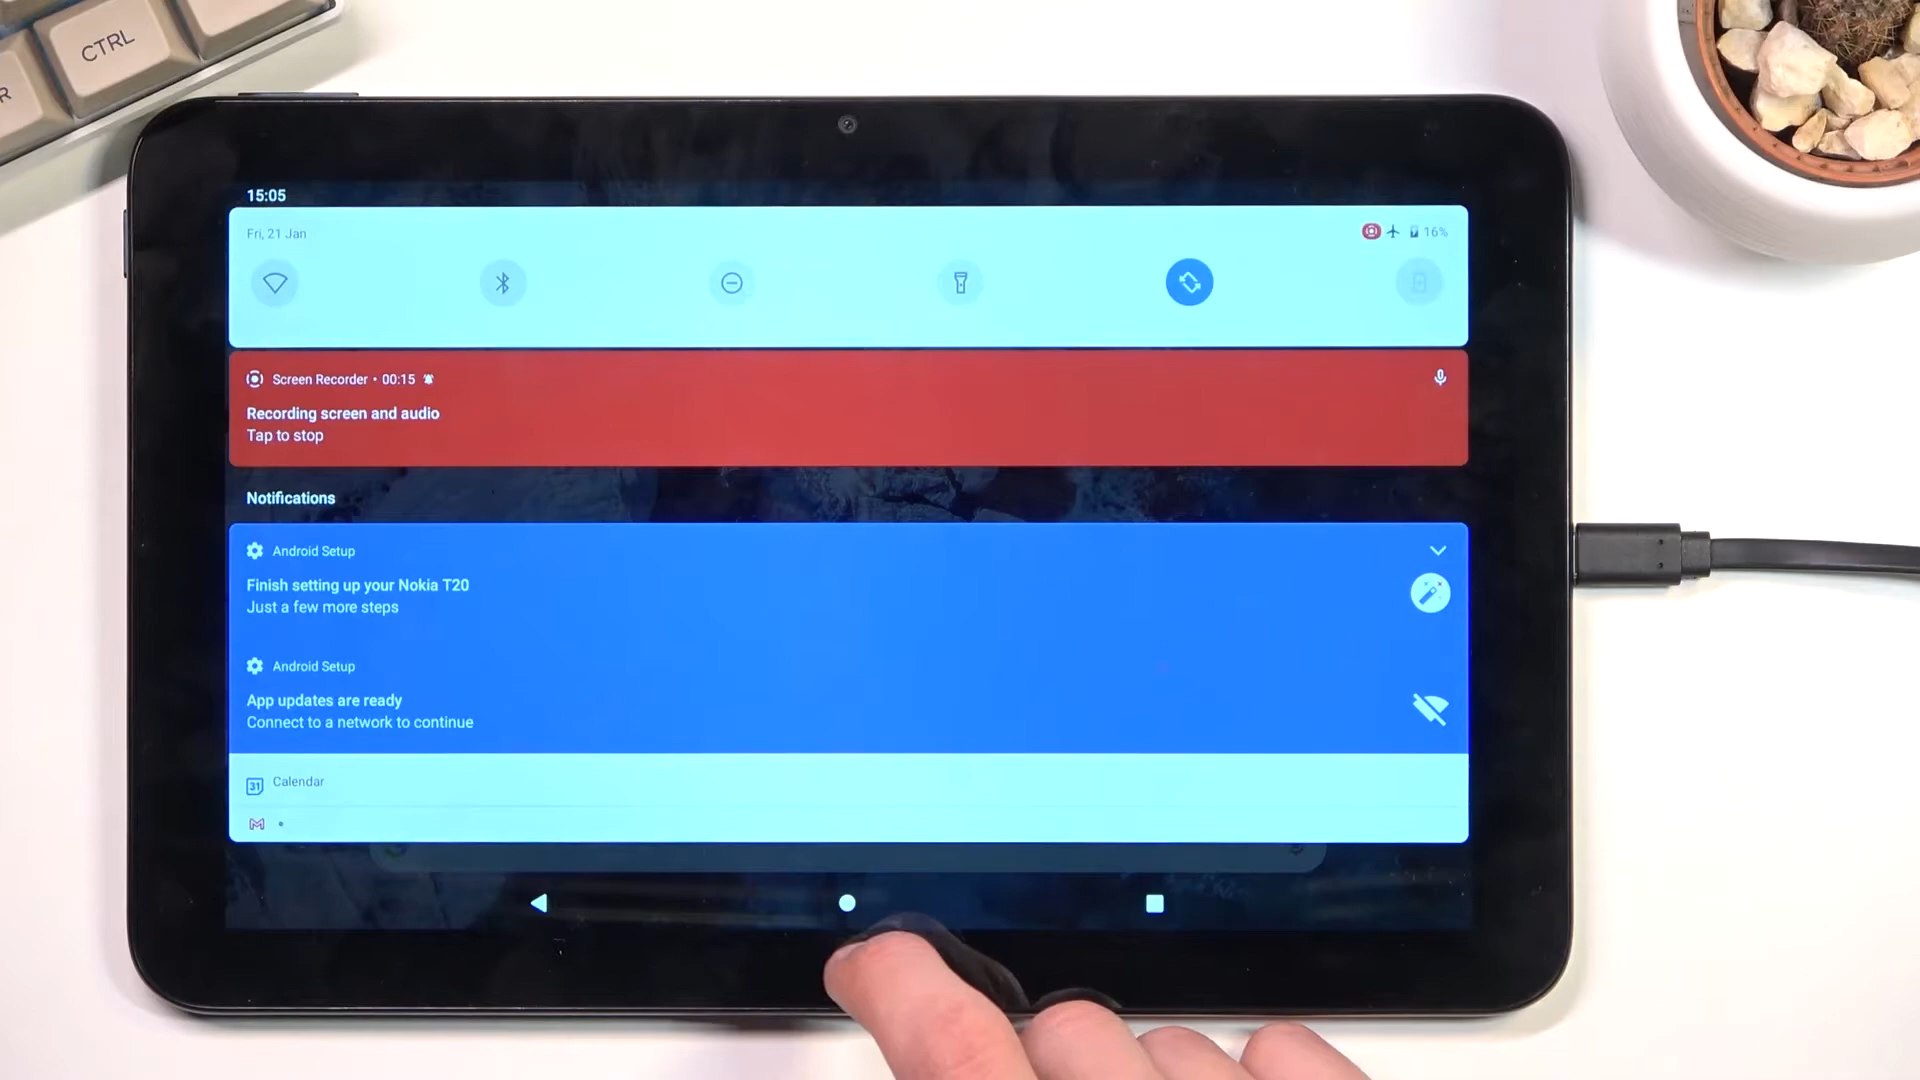 CTRL
R
15:05
Fri, 21 Jan
16%
Screen Recorder • 00:15
Recording screen and audio
Tap to stop
Notifications
Android Setup
Finish setting up your Nokia T20
Just a few more steps
Android Setup
App updates are ready
Connect to a network to continue
31 Calendar